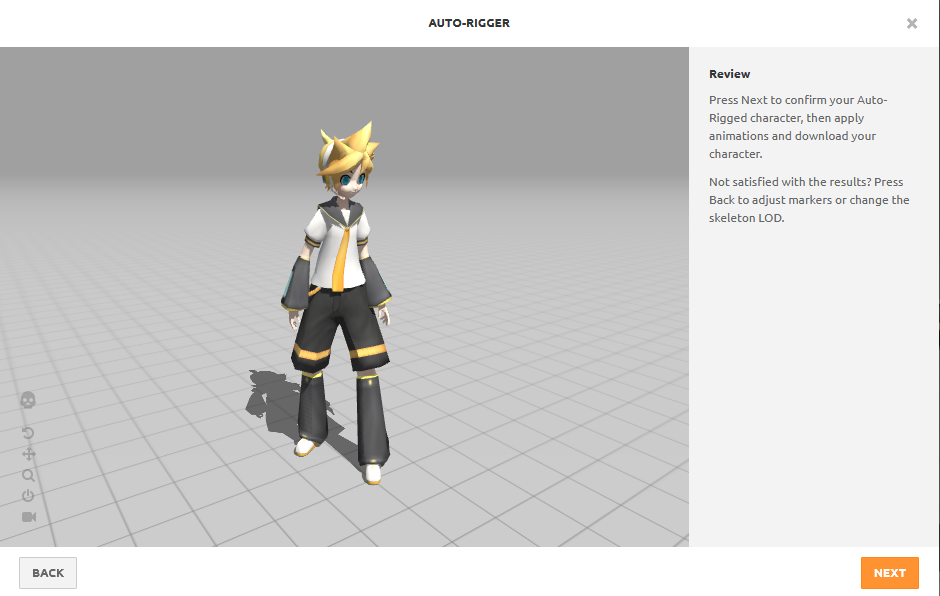 AUTO-RIGGER
Review
Press Next to confirm your Auto-
Rigged character, then apply
animations and download your
character.
Not satisfied with the results? Press
Back to adjust markers or change the
skeleton LOD.
BACK
NEXT